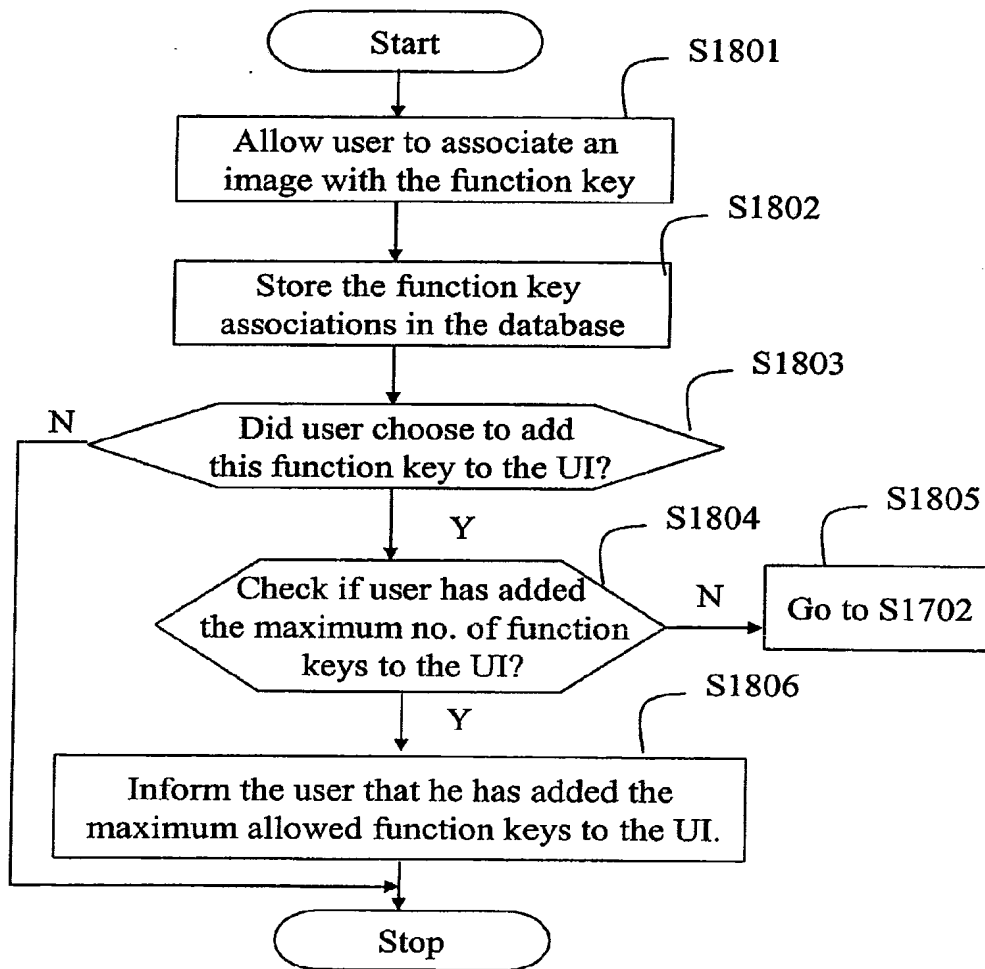 Start
S1801
Allow user to associate an
image with the function key
S1802
Store the function key
associations in the database
S1803
N
Did user choose to add
this function key to the UI?
Y
S1804
S1805
Check if user has added
the maximum no. of function
keys to the UI?
N
Go to S1702
Y
S1806
Inform the user that he has added the
maximum allowed function keys to the UI.
Stop